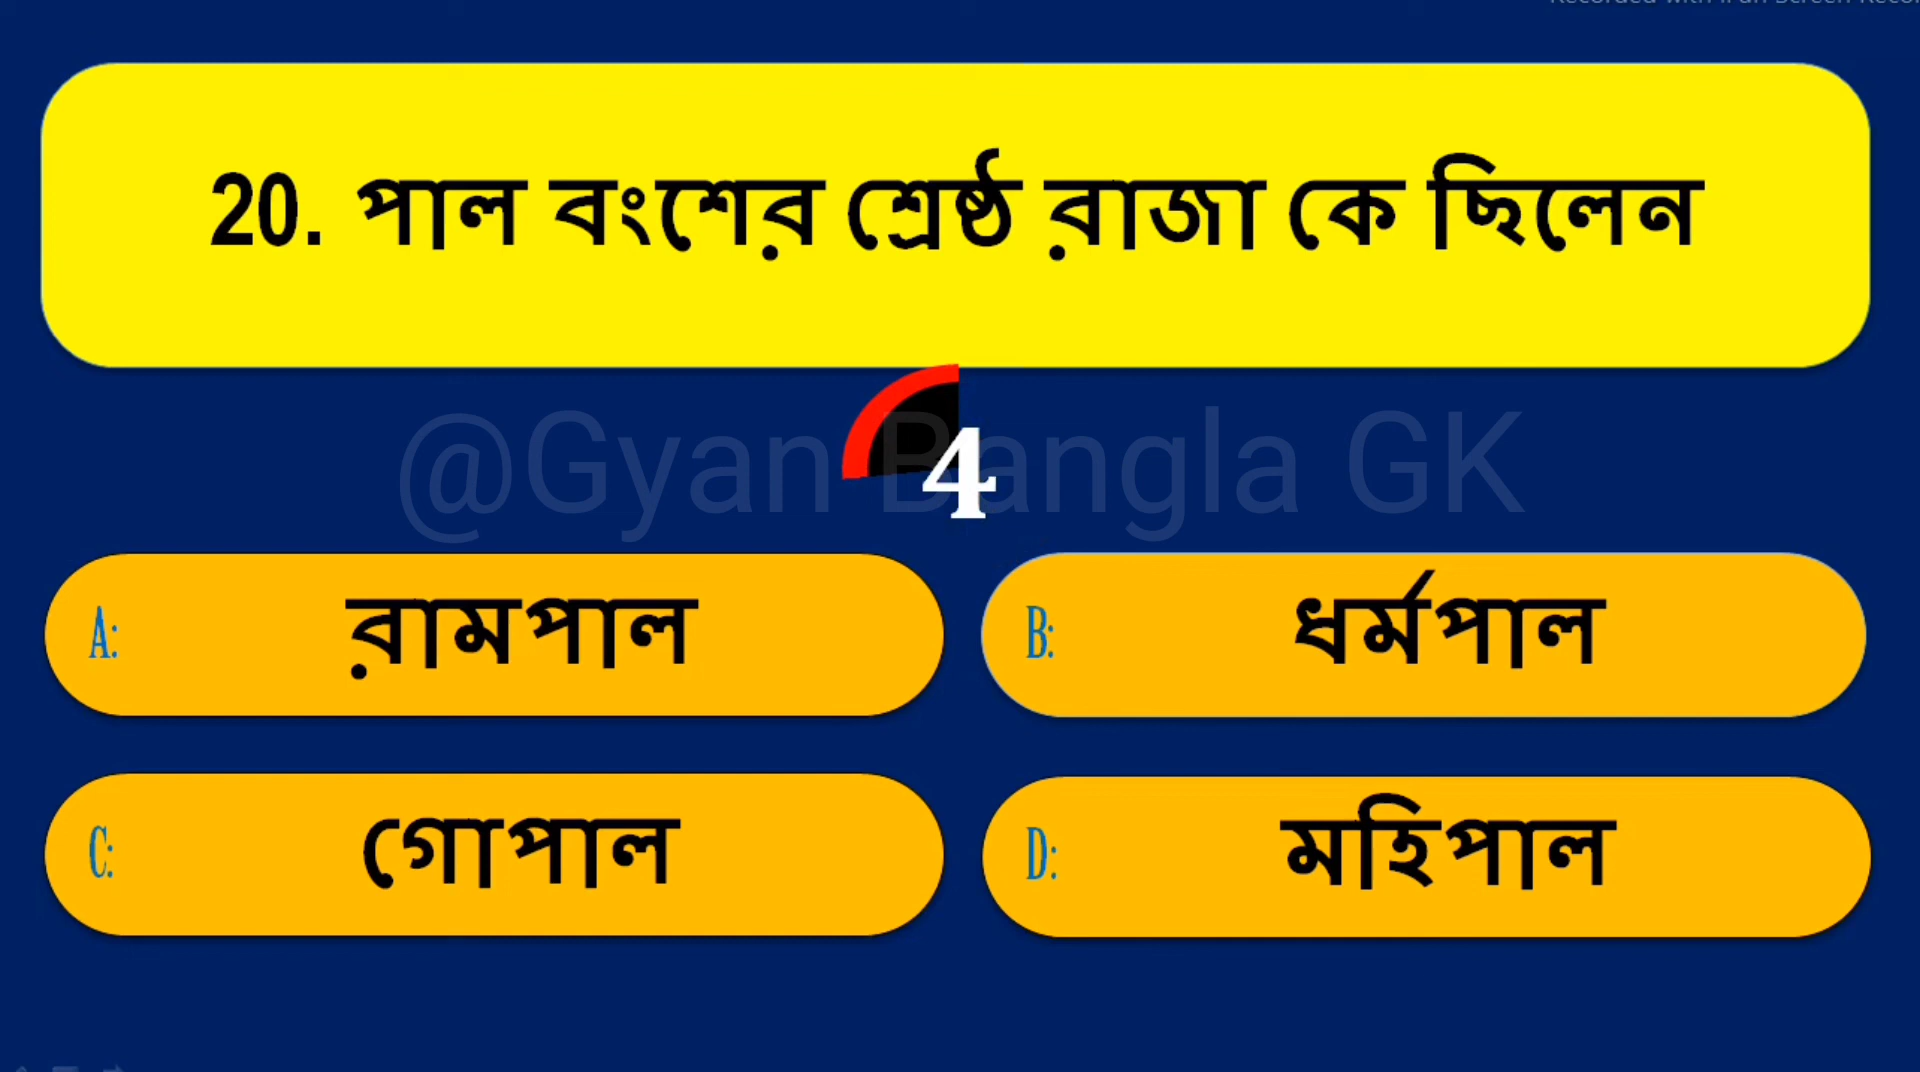 20. পাল বংশের শ্রেষ্ঠ রাজা কে ছিলেন
4
@Gyan Bangla GK
A: রামপাল
B: ধর্মপাল
C: গোপাল
D: মহিপাল